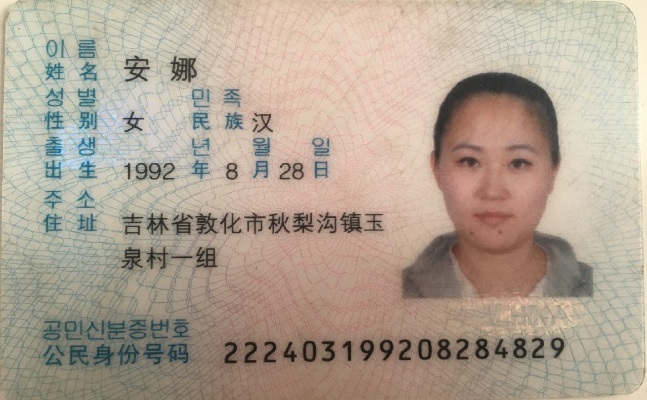 이 름
姓 名 安 娜
성 별 민 족
性 别 女 民 族 汉
출 생 년 월 일
出 生 1992 年 8 月 28 日
주 소
住 址 吉林省敦化市秋梨沟镇玉
泉村一组
공민신분증번호
公民身份号码 222403199208284829